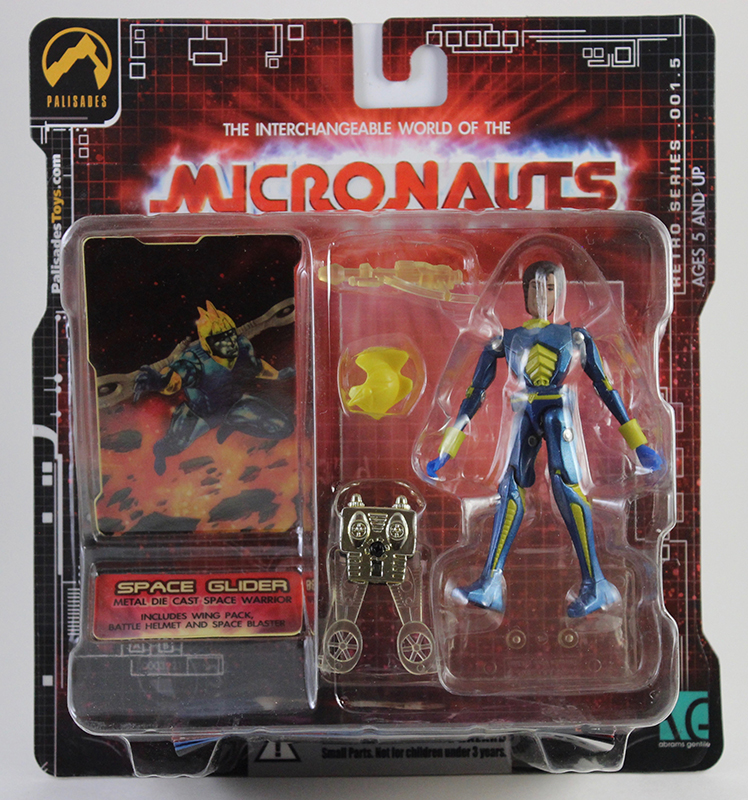 PALISADES
PalisadesToys.com
THE INTERCHANGEABLE WORLD OF THE
MICRONAUTS
RETRO SERIES .001.5
AGES 5 AND UP
SPACE GLIDER
METAL DIE CAST SPACE WARRIOR
INCLUDES WING PACK,
BATTLE HELMET AND SPACE BLASTER
Small Parts. Not for children under 3 years.
AG
abrams gentile